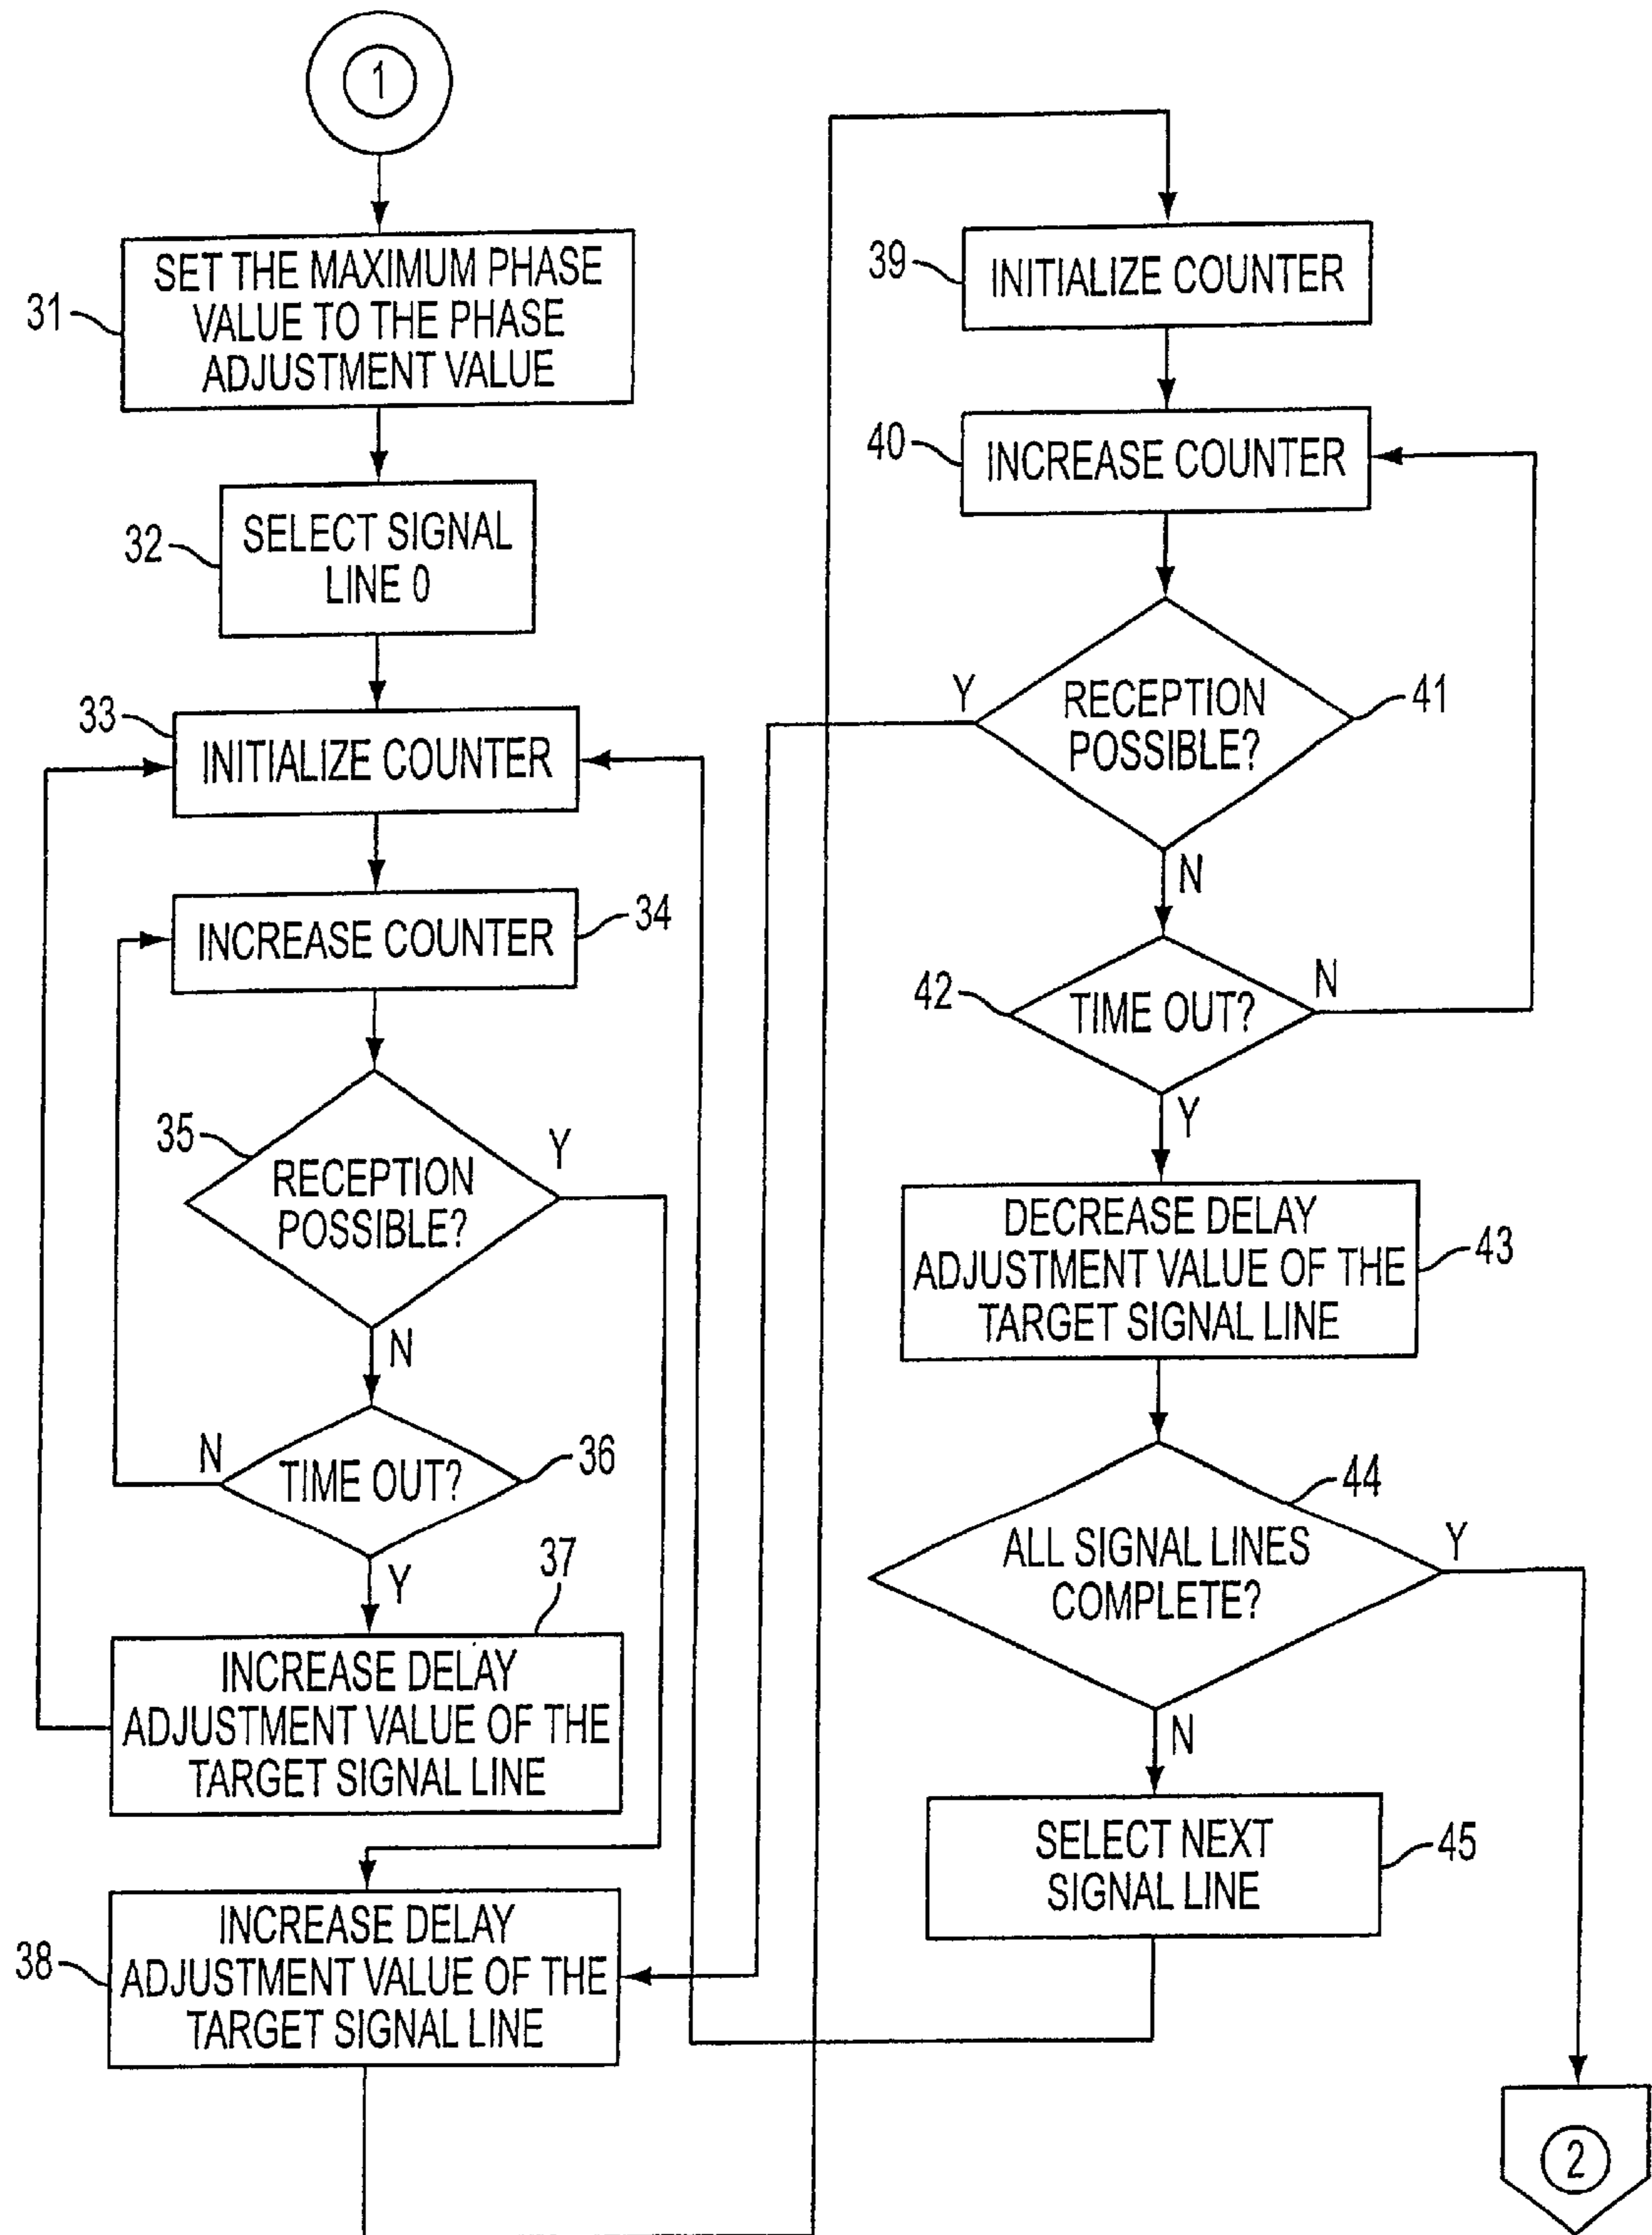 1
31
SET THE MAXIMUM PHASE
VALUE TO THE PHASE
ADJUSTMENT VALUE
32
SELECT SIGNAL
LINE 0
33
INITIALIZE COUNTER
34
INCREASE COUNTER
35
RECEPTION
POSSIBLE?
Y
N
36
TIME OUT?
N
Y
37
INCREASE DELAY
ADJUSTMENT VALUE OF THE
TARGET SIGNAL LINE
38
INCREASE DELAY
ADJUSTMENT VALUE OF THE
TARGET SIGNAL LINE
39
INITIALIZE COUNTER
40
INCREASE COUNTER
41
RECEPTION
POSSIBLE?
Y
N
42
TIME OUT?
N
Y
43
DECREASE DELAY
ADJUSTMENT VALUE OF THE
TARGET SIGNAL LINE
44
ALL SIGNAL LINES
COMPLETE?
Y
N
45
SELECT NEXT
SIGNAL LINE
2